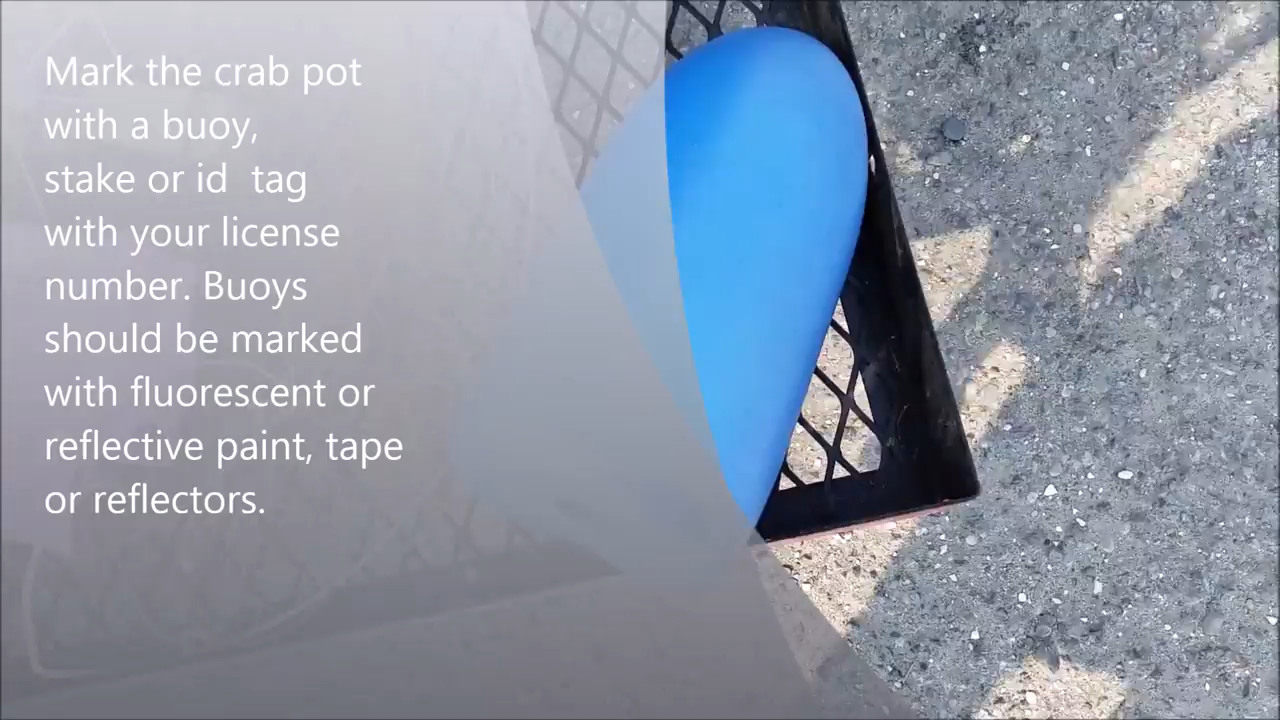 Mark the crab pot
with a buoy,
stake or id  tag
with your license
number. Buoys
should be marked
with fluorescent or
reflective paint, tape
or reflectors.